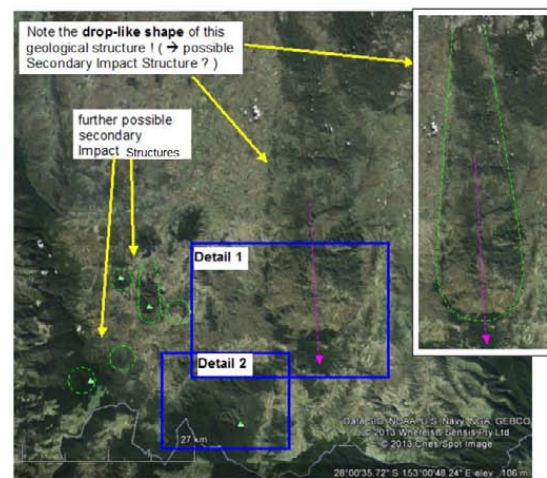 Note the drop-like shape of this
geological structure ! ( → possible
Secondary Impact Structure ? )
further possible
secondary
Impact Structures
Detail 1
Detail 2
27 km
Data SIO, NOAA, U.S. Navy, NGA, GEBCO
© 2013 Whereis® Sensis Pty Ltd
© 2013 Cnes/Spot Image
28°00'35.72" S 153°00'48.24" E elev 106 m